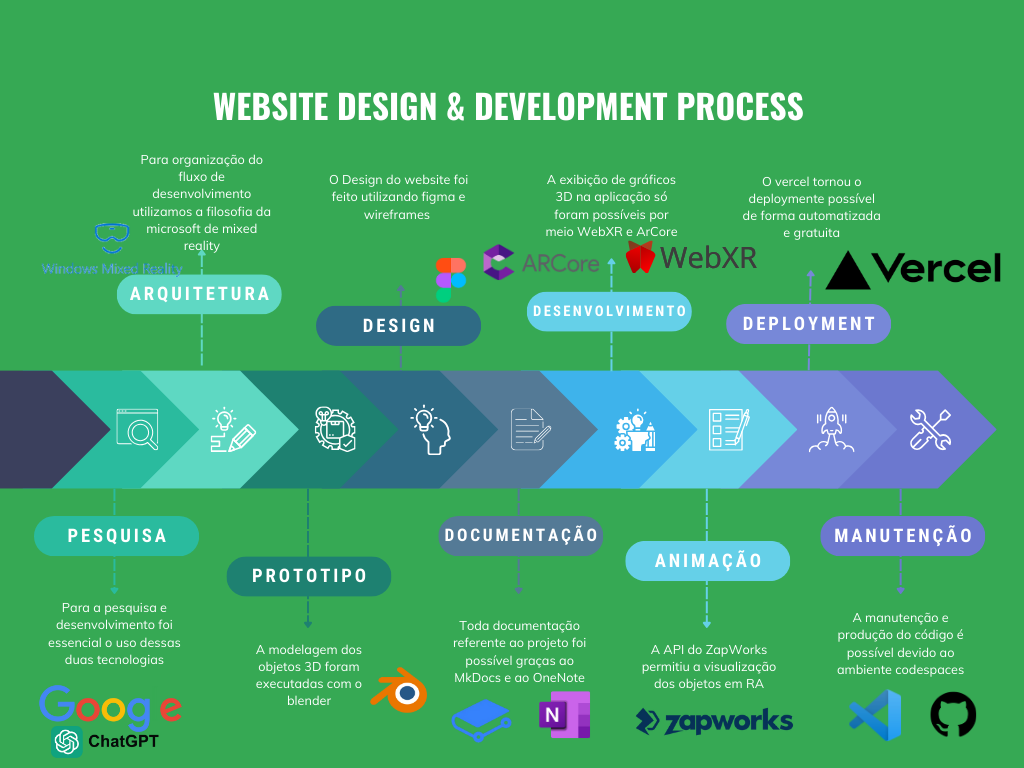 WEBSITE DESIGN & DEVELOPMENT PROCESS
Para organização do
fluxo de
desenvolvimento
utilizamos a filosofia da
microsoft de mixed
reality
Windows Mixed Reality
ARQUITETURA
O Design do website foi
feito utilizando figma e
wireframes
DESIGN
A exibição de gráficos
3D na aplicação só
foram possíveis por
meio WebXR e ArCore
ARCore
WebXR
DESENVOLVIMENTO
O vercel tornou o
deploymente possível
de forma automatizada
e gratuita
Vercel
DEPLOYMENT
PESQUISA
Para a pesquisa e
desenvolvimento foi
essencial o uso dessas
duas tecnologias
Goog e
ChatGPT
PROTOTIPO
A modelagem dos
objetos 3D foram
executadas com o
blender
DOCUMENTAÇÃO
Toda documentação
referente ao projeto foi
possível graças ao
MkDocs e ao OneNote
N
ANIMAÇÃO
A API do ZapWorks
permitiu a visualização
dos objetos em RA
zapworks
MANUTENÇÃO
A manutenção e
produção do código é
possível devido ao
ambiente codespaces